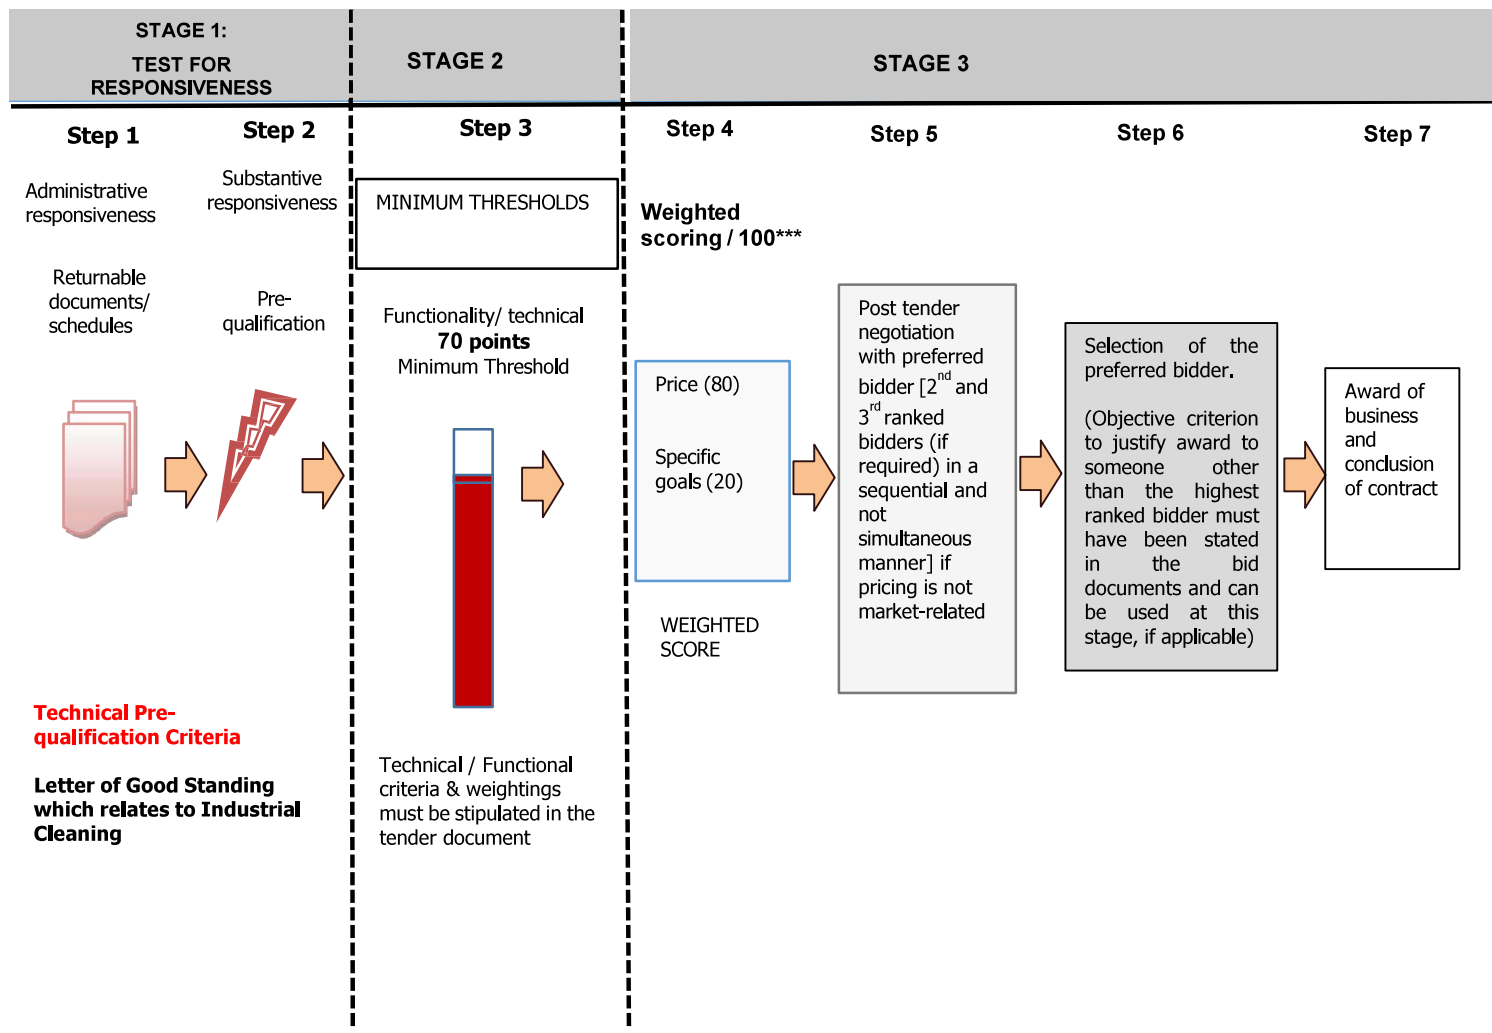 STAGE 1:
TEST FOR
RESPONSIVENESS
STAGE 2
STAGE 3
Step 1
Step 2
Step 3
Step 4
Step 5
Step 6
Step 7
Administrative
responsiveness
Returnable
documents/
schedules
Substantive
responsiveness
Pre-
qualification
Technical Pre-
qualification Criteria
Letter of Good Standing
which relates to Industrial
Cleaning
MINIMUM THRESHOLDS
Functionality/ technical
70 points
Minimum Threshold
Technical / Functional
criteria & weightings
must be stipulated in the
tender document
Weighted
scoring / 100***
Price (80)
Specific
goals (20)
WEIGHTED
SCORE
Post tender
negotiation
with preferred
bidder [2nd and
3rd ranked
bidders (if
required) in a
sequential and
not
simultaneous
manner] if
pricing is not
market-related
Selection of the
preferred bidder.
(Objective criterion
to justify award to
someone other
than the highest
ranked bidder must
have been stated
in the bid
documents and can
be used at this
stage, if applicable)
Award of
business
and
conclusion
of contract